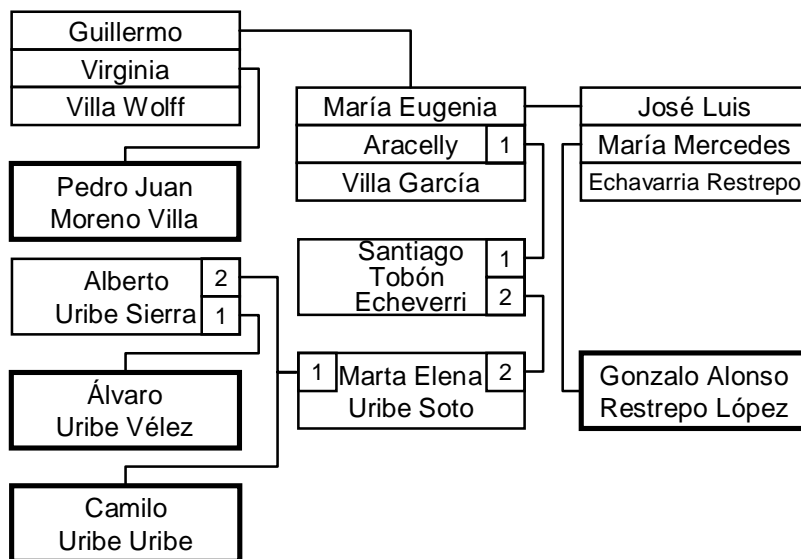 Guillermo
Virginia
Villa Wolff
María Eugenia
Aracelly 1
Villa García
José Luis
María Mercedes
Echavarria Restrepo
Pedro Juan
Moreno Villa
Santiago 1
Tobón
Echeverri 2
Alberto 2
Uribe Sierra 1
1 Marta Elena 2
Uribe Soto
Gonzalo Alonso
Restrepo López
Álvaro
Uribe Vélez
Camilo
Uribe Uribe